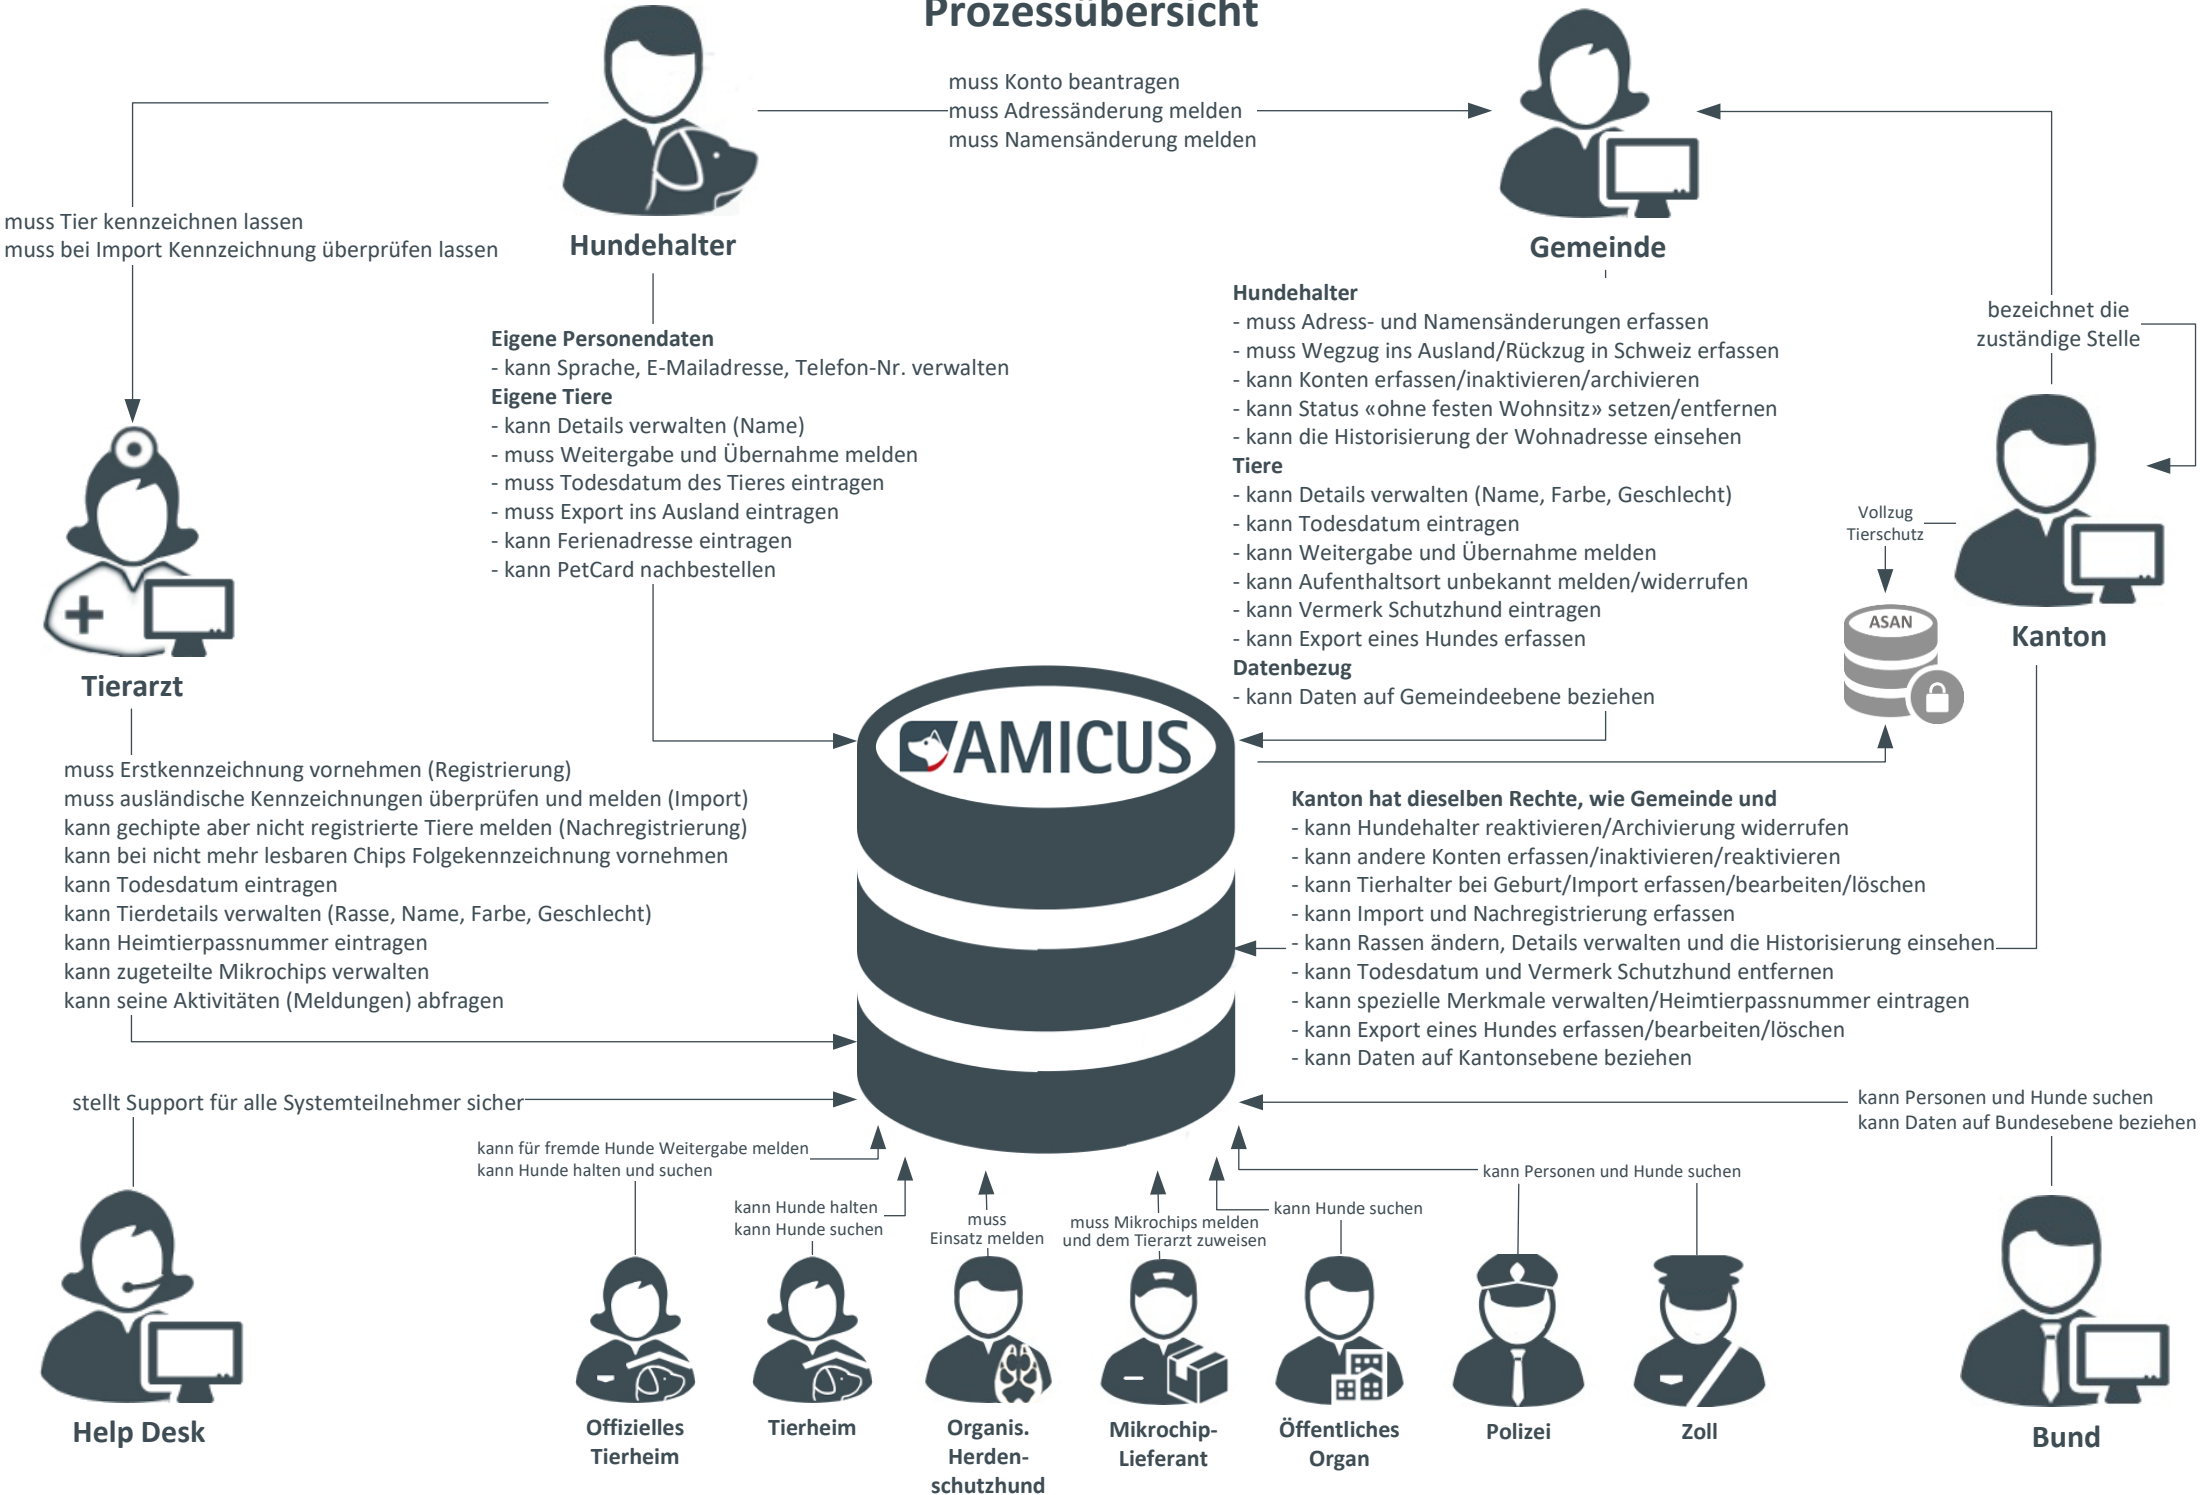 Prozessübersicht
muss Konto beantragen
muss Adressänderung melden
muss Namensänderung melden
muss Tier kennzeichnen lassen
muss bei Import Kennzeichnung überprüfen lassen
Hundehalter
Gemeinde
Eigene Personendaten
- kann Sprache, E-Mailadresse, Telefon-Nr. verwalten
Eigene Tiere
- kann Details verwalten (Name)
- muss Weitergabe und Übernahme melden
- muss Todesdatum des Tieres eintragen
- muss Export ins Ausland eintragen
- kann Ferienadresse eintragen
- kann PetCard nachbestellen
Hundehalter
- muss Adress- und Namensänderungen erfassen
- muss Wegzug ins Ausland/Rückzug in Schweiz erfassen
- kann Konten erfassen/inaktivieren/archivieren
- kann Status «ohne festen Wohnsitz» setzen/entfernen
- kann die Historisierung der Wohnadresse einsehen
Tiere
- kann Details verwalten (Name, Farbe, Geschlecht)
- kann Todesdatum eintragen
- kann Weitergabe und Übernahme melden
- kann Aufenthaltsort unbekannt melden/widerrufen
- kann Vermerk Schutzhund eintragen
- kann Export eines Hundes erfassen
Datenbezug
- kann Daten auf Gemeindeebene beziehen
bezeichnet die
zuständige Stelle
Vollzug
Tierschutz
ASAN
Kanton
Tierarzt
AMICUS
muss Erstkennzeichnung vornehmen (Registrierung)
muss ausländische Kennzeichnungen überprüfen und melden (Import)
kann gechipte aber nicht registrierte Tiere melden (Nachregistrierung)
kann bei nicht mehr lesbaren Chips Folgekennzeichnung vornehmen
kann Todesdatum eintragen
kann Tierdetails verwalten (Rasse, Name, Farbe, Geschlecht)
kann Heimtierpassnummer eintragen
kann zugeteilte Mikrochips verwalten
kann seine Aktivitäten (Meldungen) abfragen
Kanton hat dieselben Rechte, wie Gemeinde und
- kann Hundehalter reaktivieren/Archivierung widerrufen
- kann andere Konten erfassen/inaktivieren/reaktivieren
- kann Tierhalter bei Geburt/Import erfassen/bearbeiten/löschen
- kann Import und Nachregistrierung erfassen
- kann Rassen ändern, Details verwalten und die Historisierung einsehen
- kann Todesdatum und Vermerk Schutzhund entfernen
- kann spezielle Merkmale verwalten/Heimtierpassnummer eintragen
- kann Export eines Hundes erfassen/bearbeiten/löschen
- kann Daten auf Kantonsebene beziehen
stellt Support für alle Systemteilnehmer sicher
kann Personen und Hunde suchen
kann Daten auf Bundesebene beziehen
kann für fremde Hunde Weitergabe melden
kann Hunde halten und suchen
kann Hunde halten
kann Hunde suchen
muss
Einsatz melden
muss Mikrochips melden
und dem Tierarzt zuweisen
kann Hunde suchen
kann Personen und Hunde suchen
Help Desk
Offizielles
Tierheim
Tierheim
Organis.
Herden-
schutzhund
Mikrochip-
Lieferant
Öffentliches
Organ
Polizei
Zoll
Bund